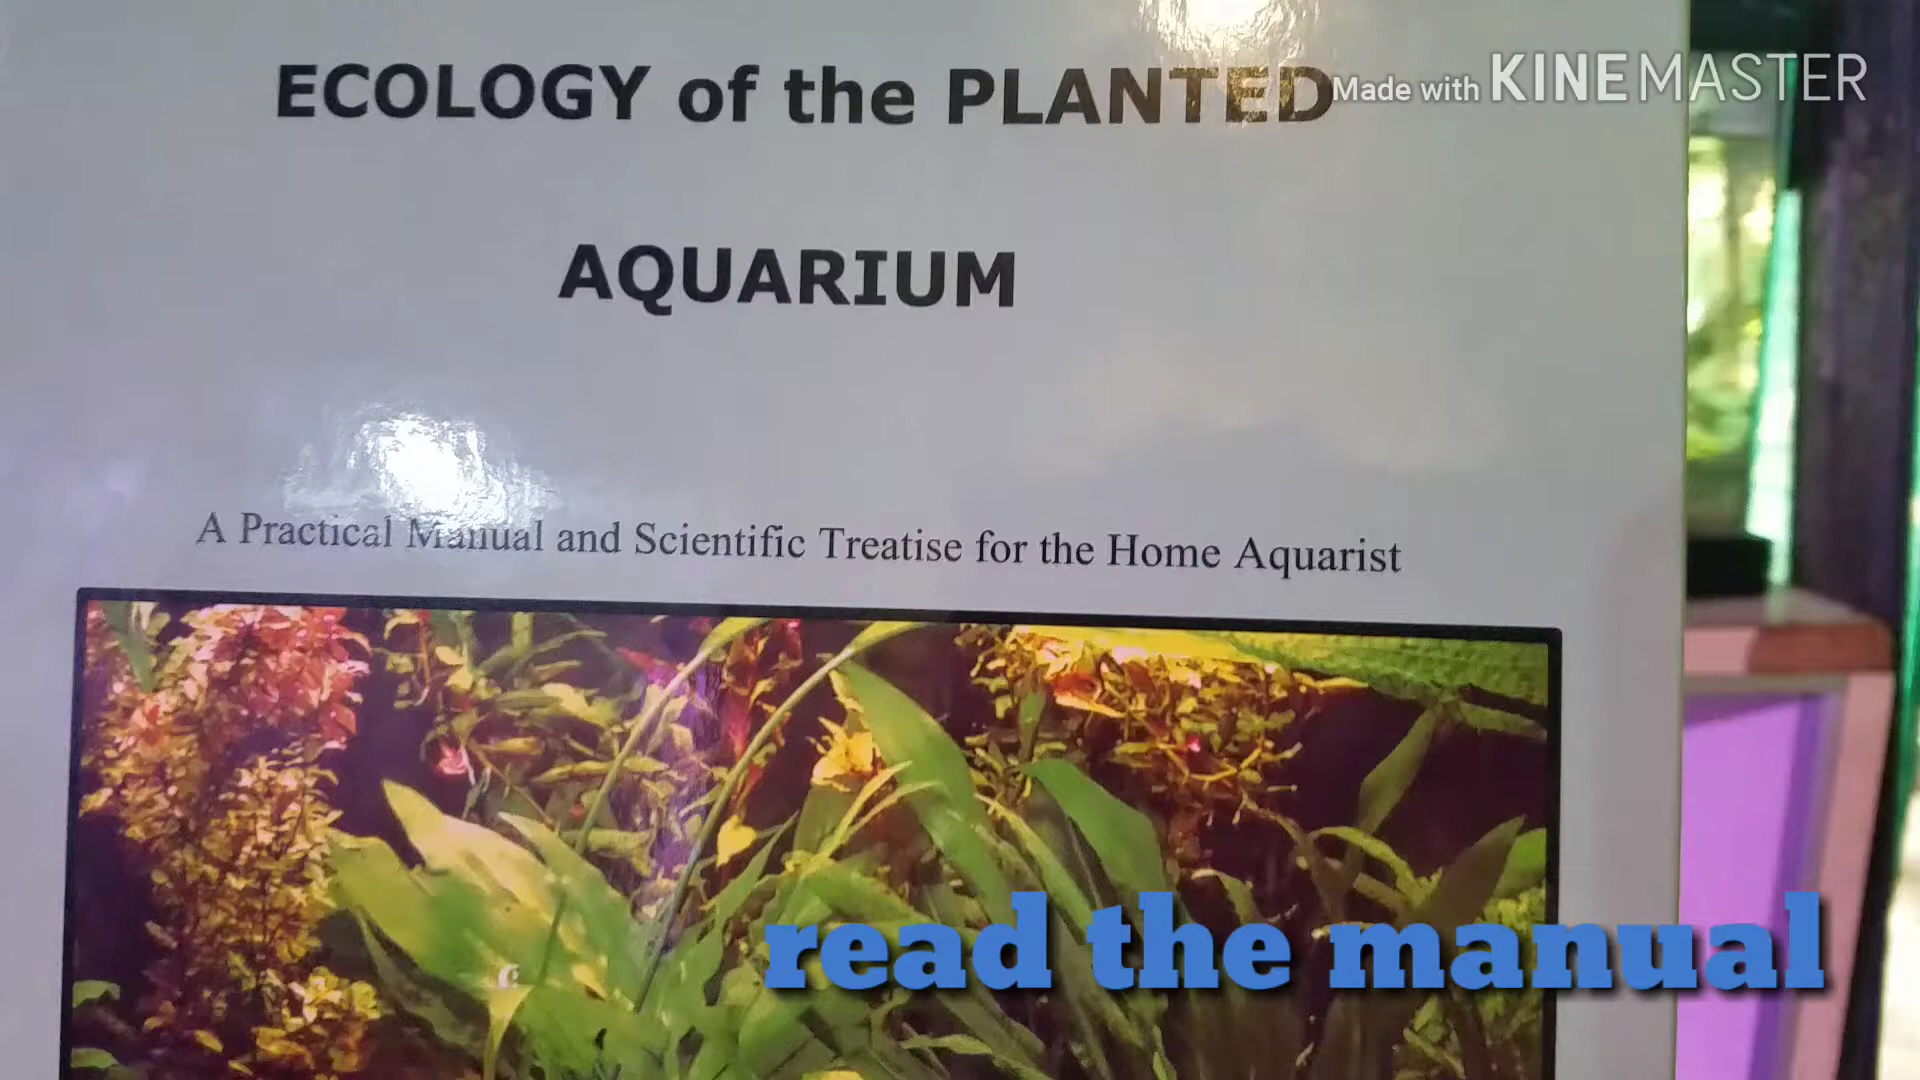 ECOLOGY of the PLANTED
Made with KINEMASTER
AQUARIUM
A Practical Manual and Scientific Treatise for the Home Aquarist
read the manual